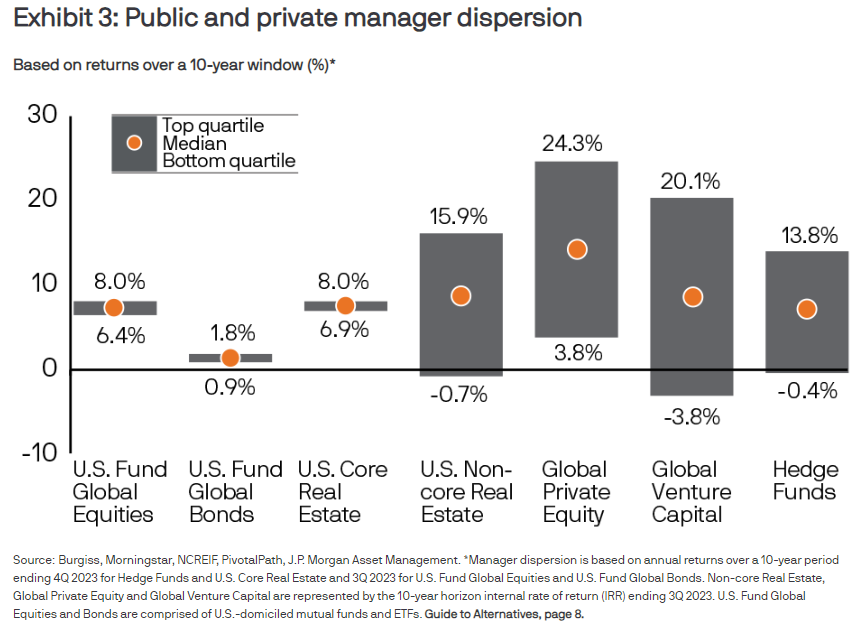 Exhibit 3: Public and private manager dispersion
Based on returns over a 10-year window (%)*
30
20
10
0
-10
Top quartile
Median
Bottom quartile
8.0%
6.4%
1.8%
0.9%
8.0%
6.9%
15.9%
-0.7%
24.3%
3.8%
20.1%
-3.8%
13.8%
-0.4%
U.S. Fund
Global
Equities
U.S. Fund
Global
Bonds
U.S. Core
Real
Estate
U.S. Non-
core Real
Estate
Global
Private
Equity
Global
Venture
Capital
Hedge
Funds
Source: Burgiss, Morningstar, NCREIF, PivotalPath, J.P. Morgan Asset Management. *Manager dispersion is based on annual returns over a 10-year period
ending 4Q 2023 for Hedge Funds and U.S. Core Real Estate and 3Q 2023 for U.S. Fund Global Equities and U.S. Fund Global Bonds. Non-core Real Estate,
Global Private Equity and Global Venture Capital are represented by the 10-year horizon internal rate of return (IRR) ending 3Q 2023. U.S. Fund Global
Equities and Bonds are comprised of U.S.-domiciled mutual funds and ETFs. Guide to Alternatives, page 8.